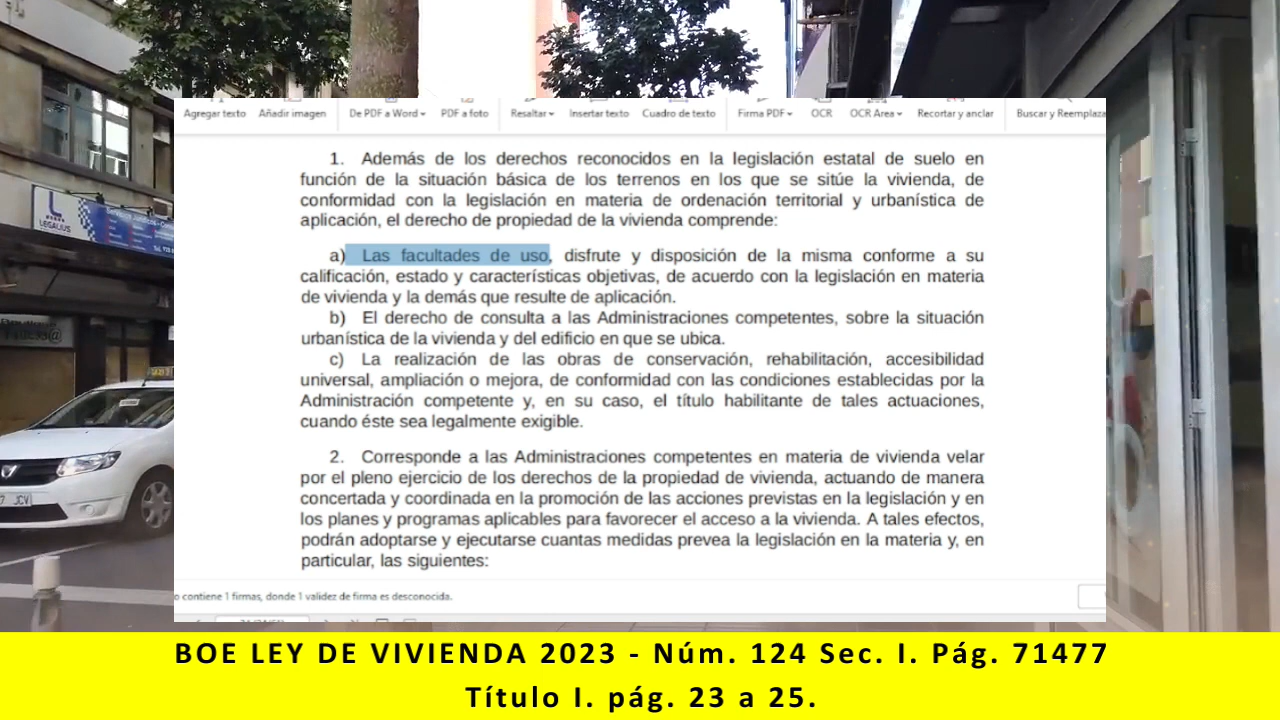 LEGALIUS
Servicios Jurídicos
Agregar texto Añadir imagen De PDF a Word PDF a foto Resaltar Insertar texto Cuadro de texto Firma PDF OCR OCR Area Recortar y anclar Buscar y Reemplaza
1. Además de los derechos reconocidos en la legislación estatal de suelo en
función de la situación básica de los terrenos en los que se sitúe la vivienda, de
conformidad con la legislación en materia de ordenación territorial y urbanística de
aplicación, el derecho de propiedad de la vivienda comprende:
a) Las facultades de uso, disfrute y disposición de la misma conforme a su
calificación, estado y características objetivas, de acuerdo con la legislación en materia
de vivienda y la demás que resulte de aplicación.
b) El derecho de consulta a las Administraciones competentes, sobre la situación
urbanística de la vivienda y del edificio en que se ubica.
c) La realización de las obras de conservación, rehabilitación, accesibilidad
universal, ampliación o mejora, de conformidad con las condiciones establecidas por la
Administración competente y, en su caso, el título habilitante de tales actuaciones,
cuando éste sea legalmente exigible.
2. Corresponde a las Administraciones competentes en materia de vivienda velar
por el pleno ejercicio de los derechos de la propiedad de vivienda, actuando de manera
concertada y coordinada en la promoción de las acciones previstas en la legislación y en
los planes y programas aplicables para favorecer el acceso a la vivienda. A tales efectos,
podrán adoptarse y ejecutarse cuantas medidas prevea la legislación en la materia y, en
particular, las siguientes:
o contiene 1 firmas, donde 1 validez de firma es desconocida.
BOE LEY DE VIVIENDA 2023 - Núm. 124 Sec. I. Pág. 71477
Título I. pág. 23 a 25.